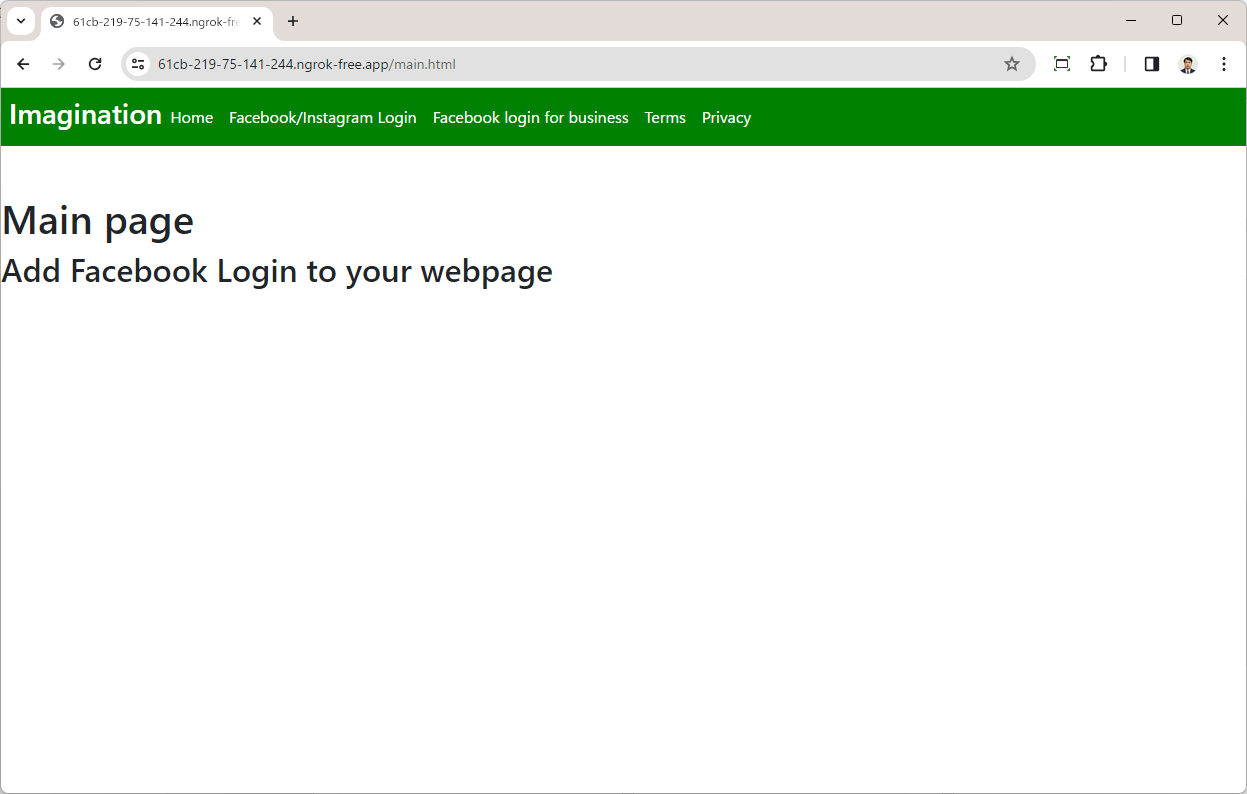 61cb-219-75-141-244.ngrok-fre
61cb-219-75-141-244.ngrok-free.app/main.html
Imagination Home Facebook/Instagram Login Facebook login for business Terms Privacy
Main page
Add Facebook Login to your webpage